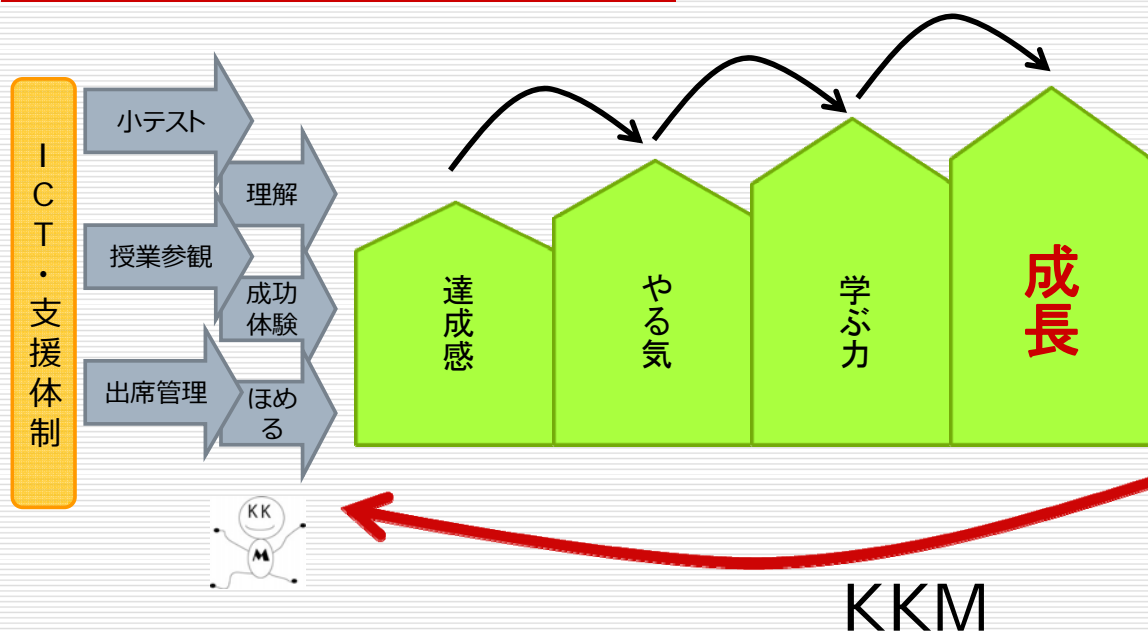 ICT・支援体制
小テスト
理解
授業参観
成功
体験
出席管理
ほめ
る
達成感
やる気
学ぶ力
成長
KK
M
KKM